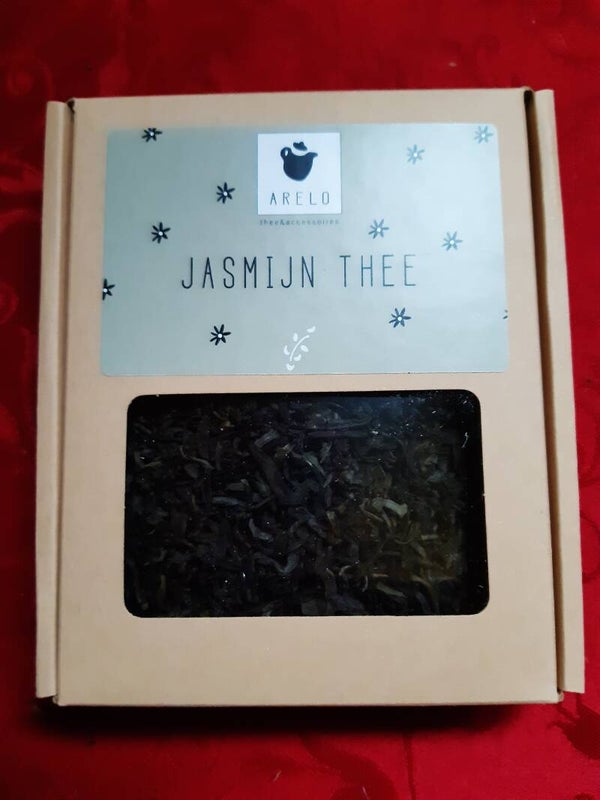 ARELO
thee&accessoires
JASMIJN THEE